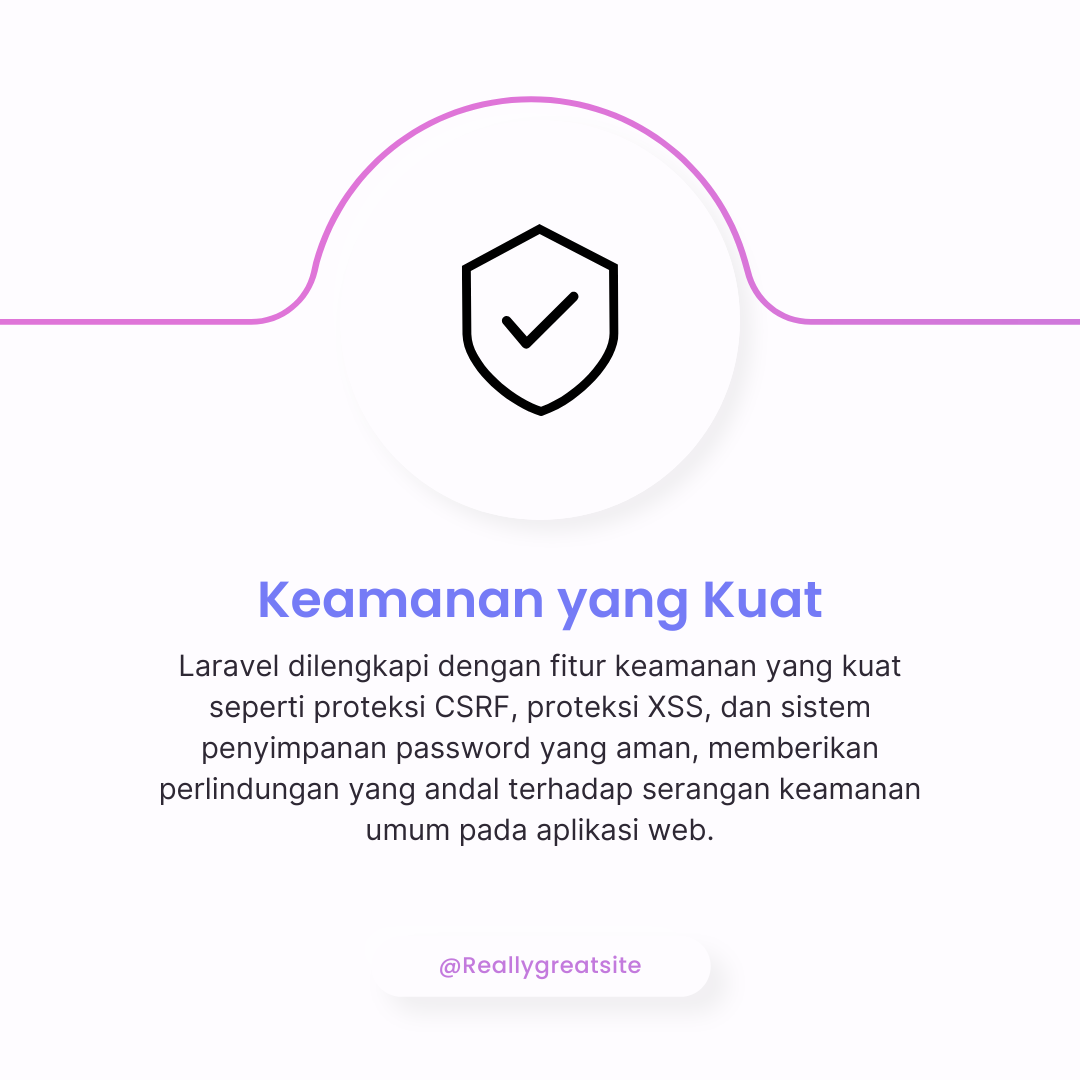 Keamanan yang Kuat
Laravel dilengkapi dengan fitur keamanan yang kuat
seperti proteksi CSRF, proteksi XSS, dan sistem
penyimpanan password yang aman, memberikan
perlindungan yang andal terhadap serangan keamanan
umum pada aplikasi web.
@Reallygreatsite